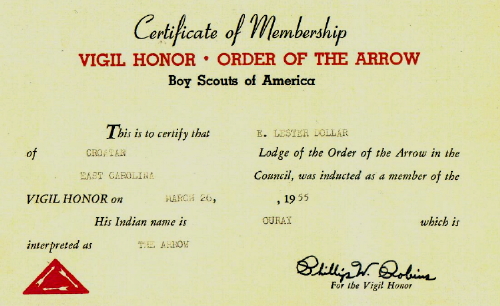 Certificate of Membership
VIGIL HONOR • ORDER OF THE ARROW
Boy Scouts of America
This is to certify that E. LESTER DOLLAR
of CROATAN Lodge of the Order of the Arrow in the
EAST CAROLINA Council, was inducted as a member of the
VIGIL HONOR on MARCH 26, , 1955
His Indian name is OURAX which is
interpreted as THE ARROW
Phillip W. Robins
For the Vigil Honor